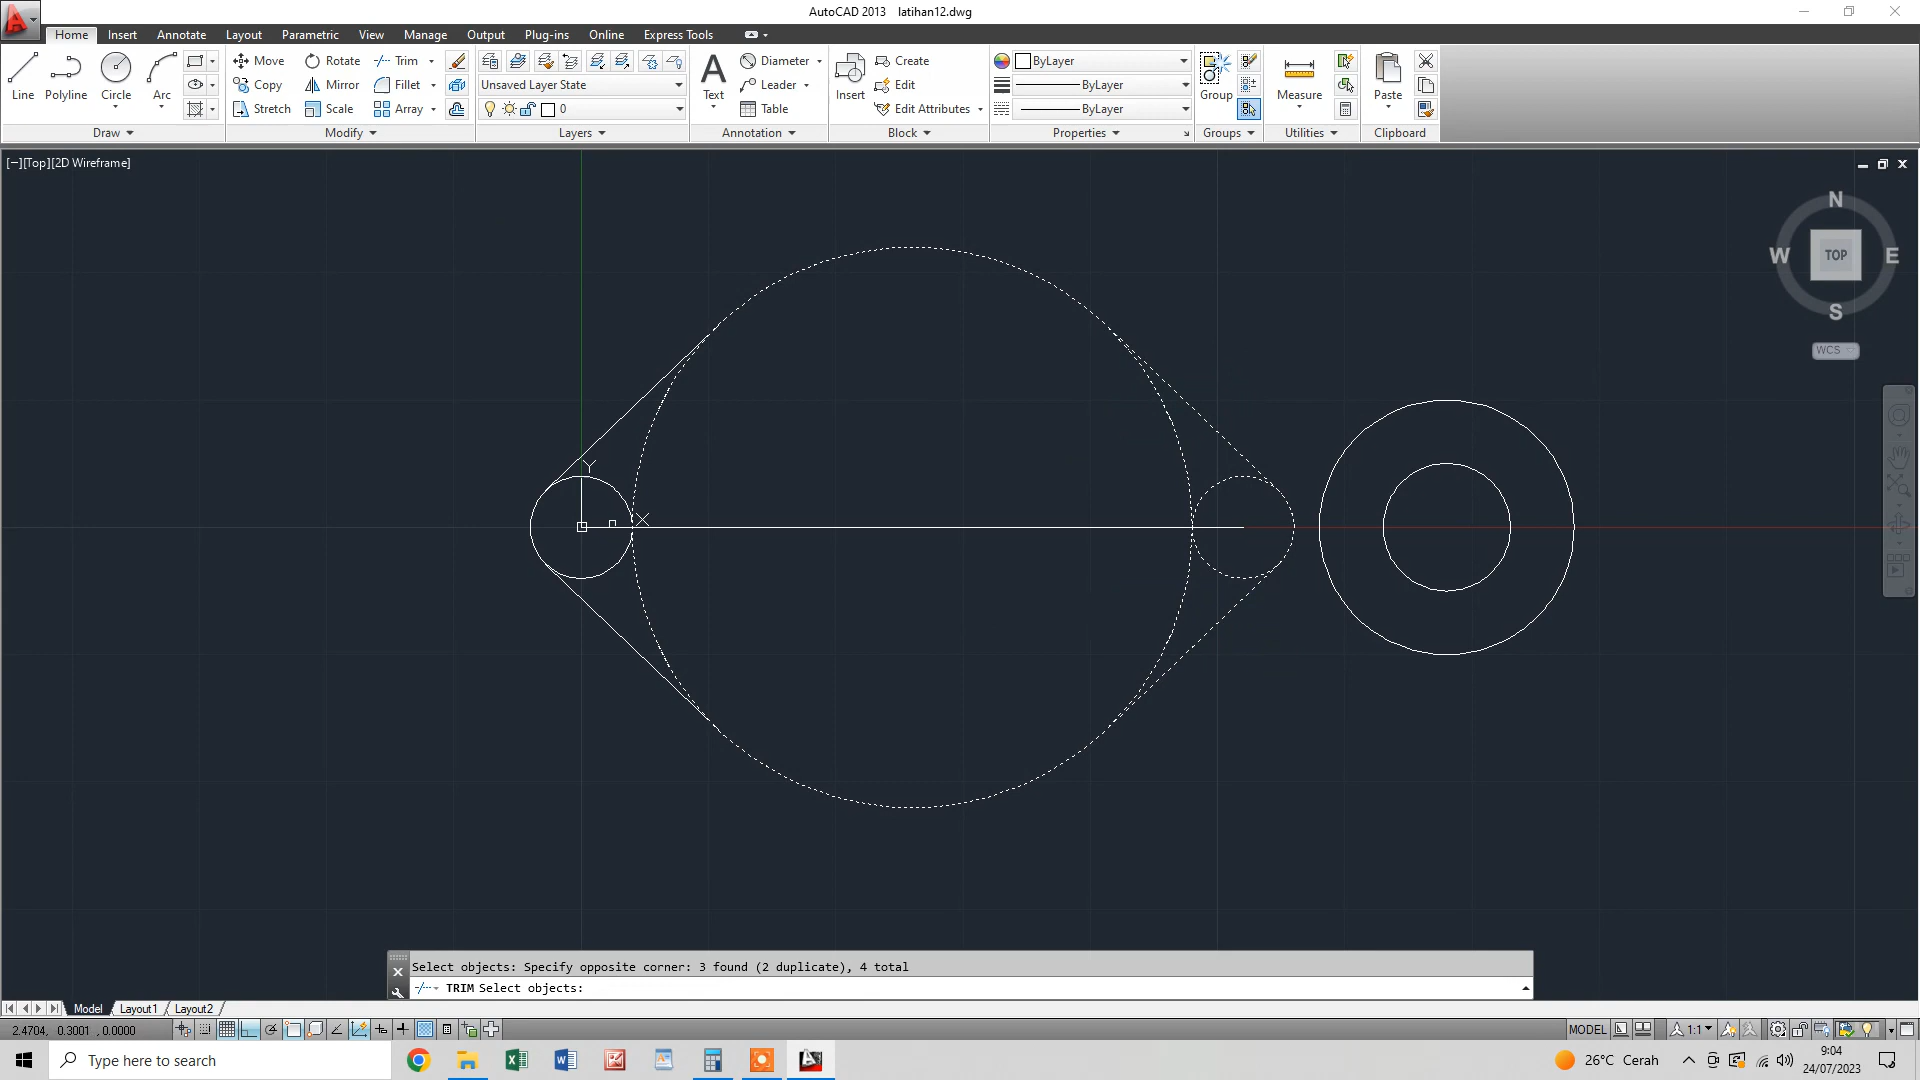 AutoCAD 2013 latihan12.dwg
Home Insert Annotate Layout Parametric View Manage Output Plug-ins Online Express Tools
Line Polyline Circle Arc
Move Rotate Trim
Copy Mirror Fillet
Stretch Scale Array
Unsaved Layer State
0
Text
Diameter
Leader
Table
Insert
Create
Edit
Edit Attributes
ByLayer
ByLayer
ByLayer
Group
Measure
Paste
Draw Modify Layers Annotation Block Properties Groups Utilities Clipboard
[−][Top][2D Wireframe]
N
W TOP E
S
WCS
Y
X
Select objects: Specify opposite corner: 3 found (2 duplicate), 4 total
TRIM Select objects:
Model Layout1 Layout2
2.4704, 0.3001 , 0.0000
MODEL
1:1
Type here to search
26°C Cerah
9:04
24/07/2023